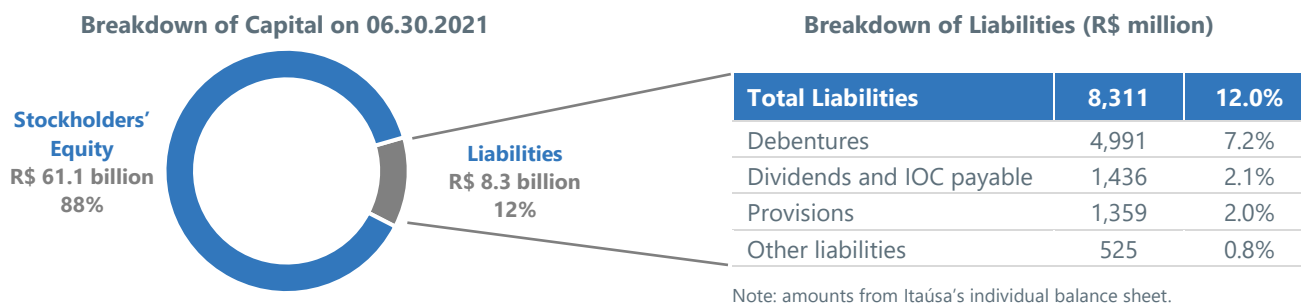 Breakdown of Capital on 06.30.2021
Stockholders’
Equity
R$ 61.1 billion
88%
Liabilities
R$ 8.3 billion
12%
Breakdown of Liabilities (R$ million)
Total Liabilities 8,311 12.0%
Debentures 4,991 7.2%
Dividends and IOC payable 1,436 2.1%
Provisions 1,359 2.0%
Other liabilities 525 0.8%
Note: amounts from Itaúsa’s individual balance sheet.